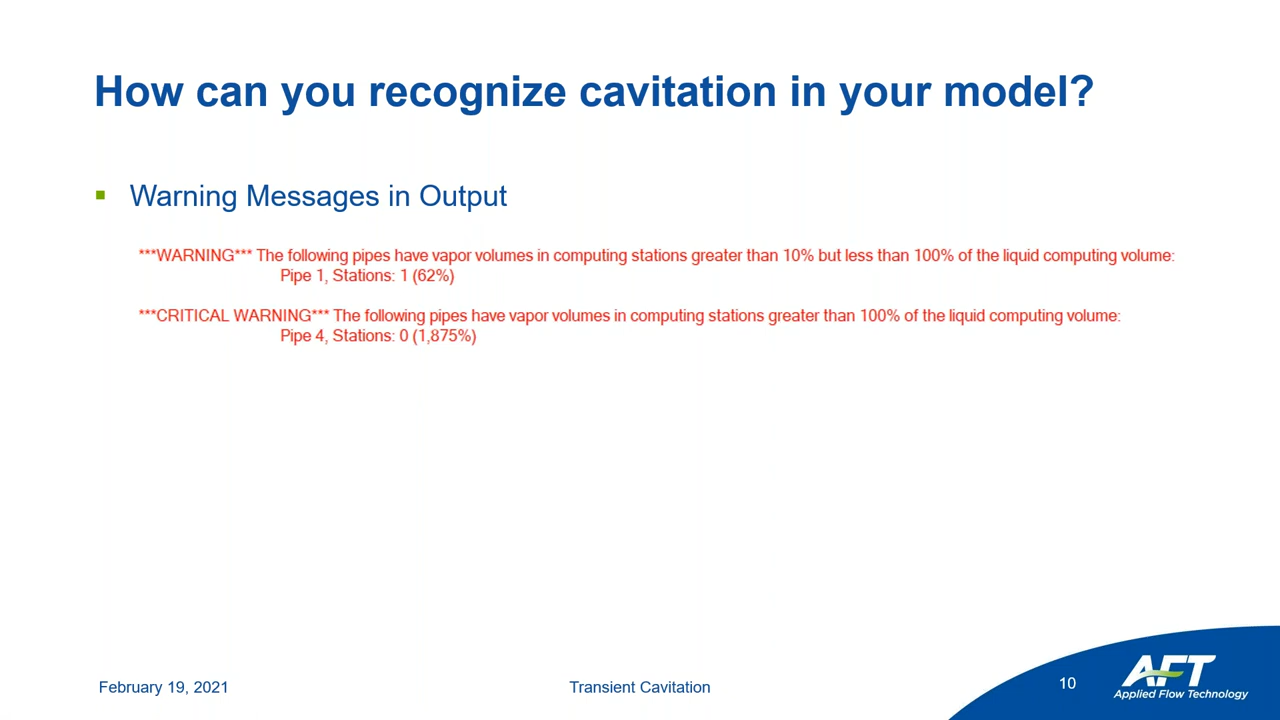 How can you recognize cavitation in your model?
Warning Messages in Output
***WARNING*** The following pipes have vapor volumes in computing stations greater than 10% but less than 100% of the liquid computing volume:
Pipe 1, Stations: 1 (62%)
***CRITICAL WARNING*** The following pipes have vapor volumes in computing stations greater than 100% of the liquid computing volume:
Pipe 4, Stations: 0 (1,875%)
February 19, 2021
Transient Cavitation
10
AFT
Applied Flow Technology